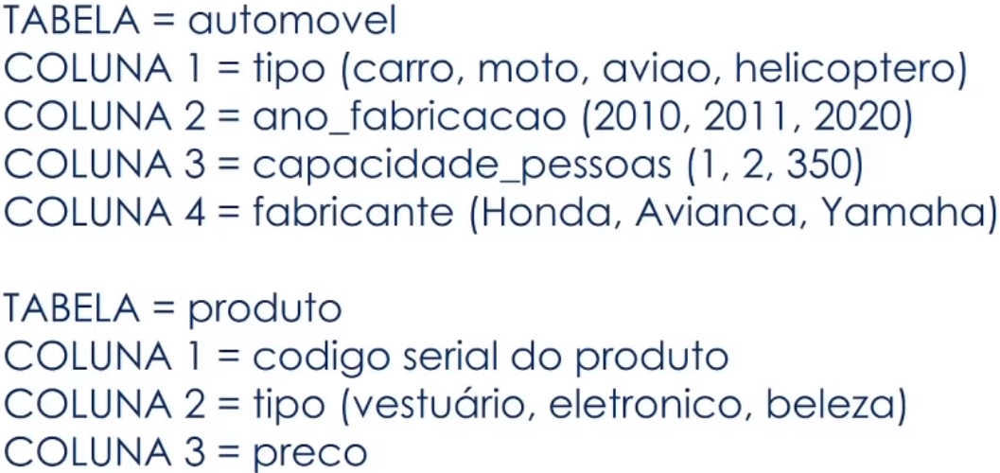 TABELA = automovel
COLUNA 1 = tipo (carro, moto, aviao, helicoptero)
COLUNA 2 = ano_fabricacao (2010, 2011, 2020)
COLUNA 3 = capacidade_pessoas (1, 2, 350)
COLUNA 4 = fabricante (Honda, Avianca, Yamaha)
TABELA = produto
COLUNA 1 = codigo serial do produto
COLUNA 2 = tipo (vestuário, eletronico, beleza)
COLUNA 3 = preco